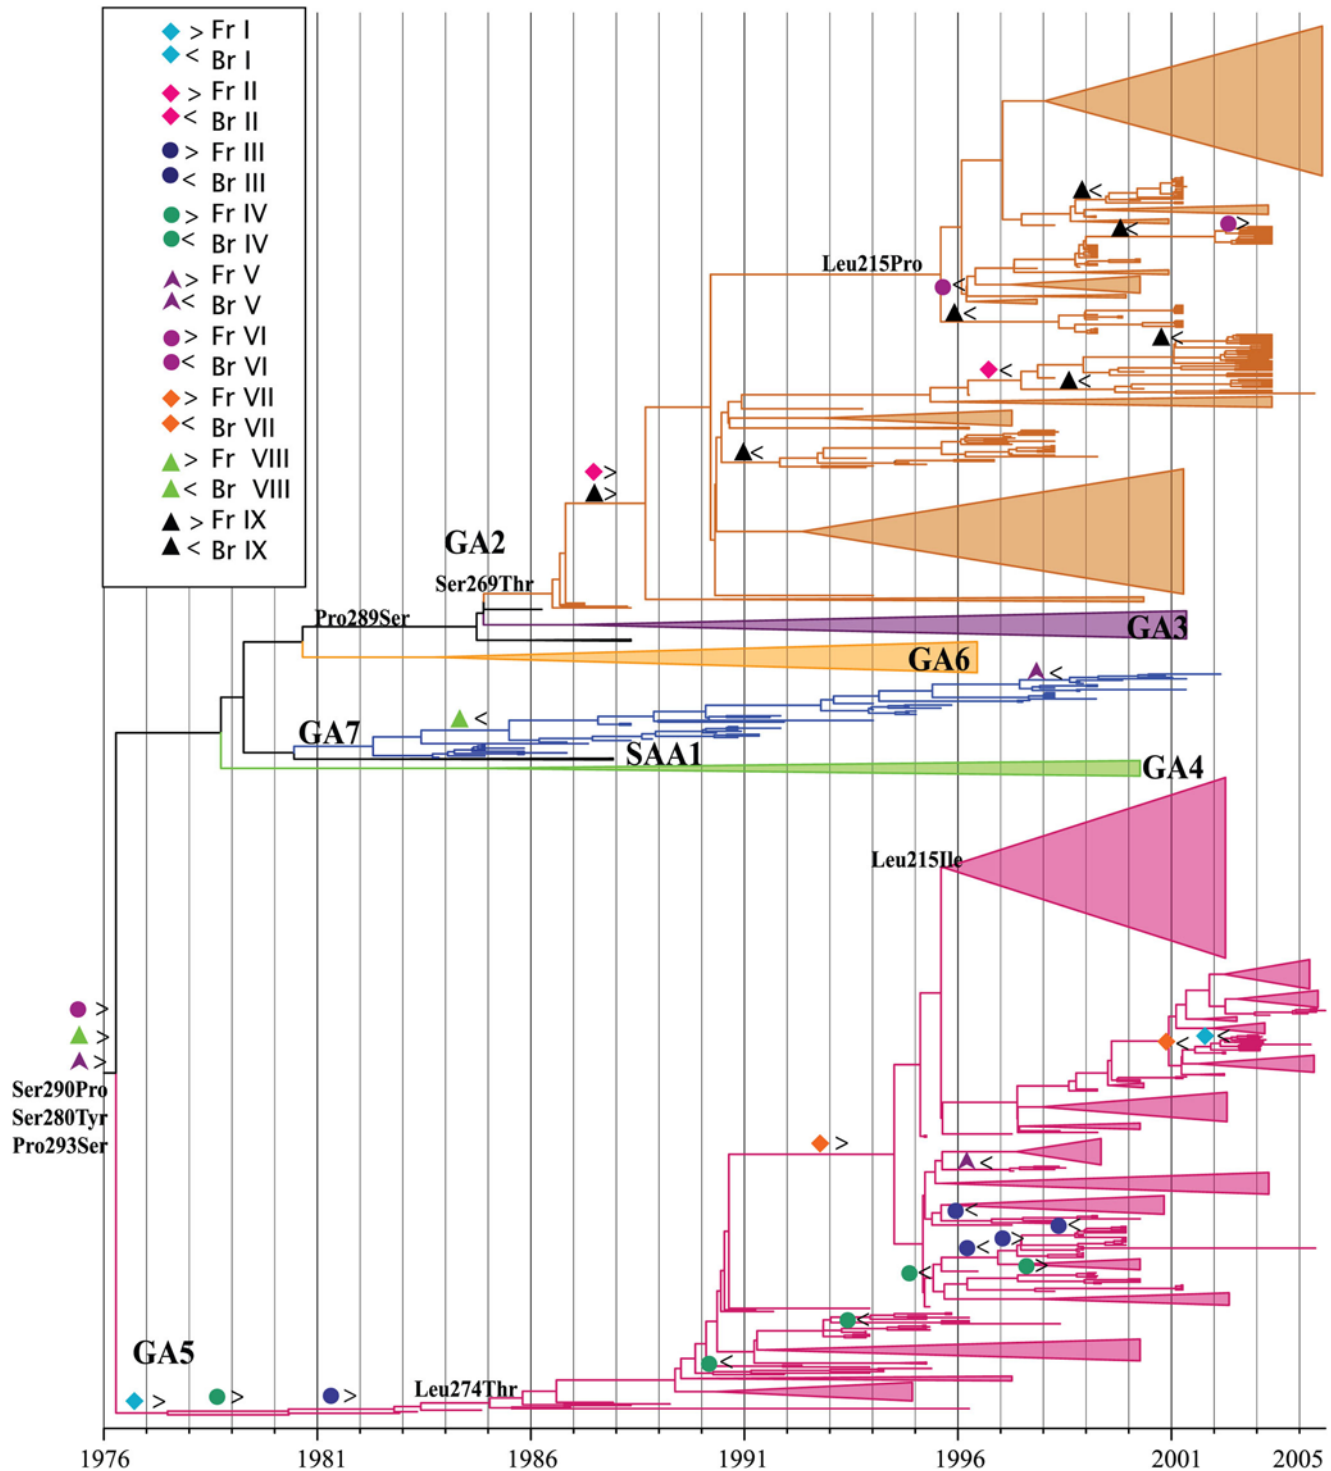 > Fr I
< Br I
> Fr II
< Br II
> Fr III
< Br III
> Fr IV
< Br IV
> Fr V
< Br V
> Fr VI
< Br VI
> Fr VII
< Br VII
> Fr VIII
< Br VIII
> Fr IX
< Br IX
<
>
<
Leu215Pro
<
<
<
<
<
<
>
>
GA2
Ser269Thr
Pro289Ser
GA3
GA6
<
<
GA7
SAA1
GA4
Leu215Ile
>
>
>
<
<
Ser290Pro
Ser280Tyr
Pro293Ser
>
<
<
<
>
<
>
<
<
<
GA5
Leu274Thr
>
>
>
1976
1981
1986
1991
1996
2001
2005